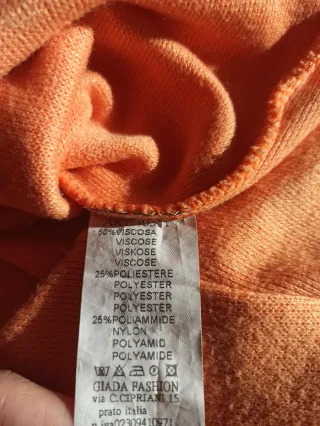 50%VISCOSA
VISCOSE
VISKOSE
VISCOSE
25%POLIESTERE
POLYESTER
POLYESTER
POLYESTER
25%POLIAMMIDE
NYLON
POLYAMID
POLYAMIDE
GIADA FASHION
via C.CIPRIANI 15
prato italia
p.iva02309410971